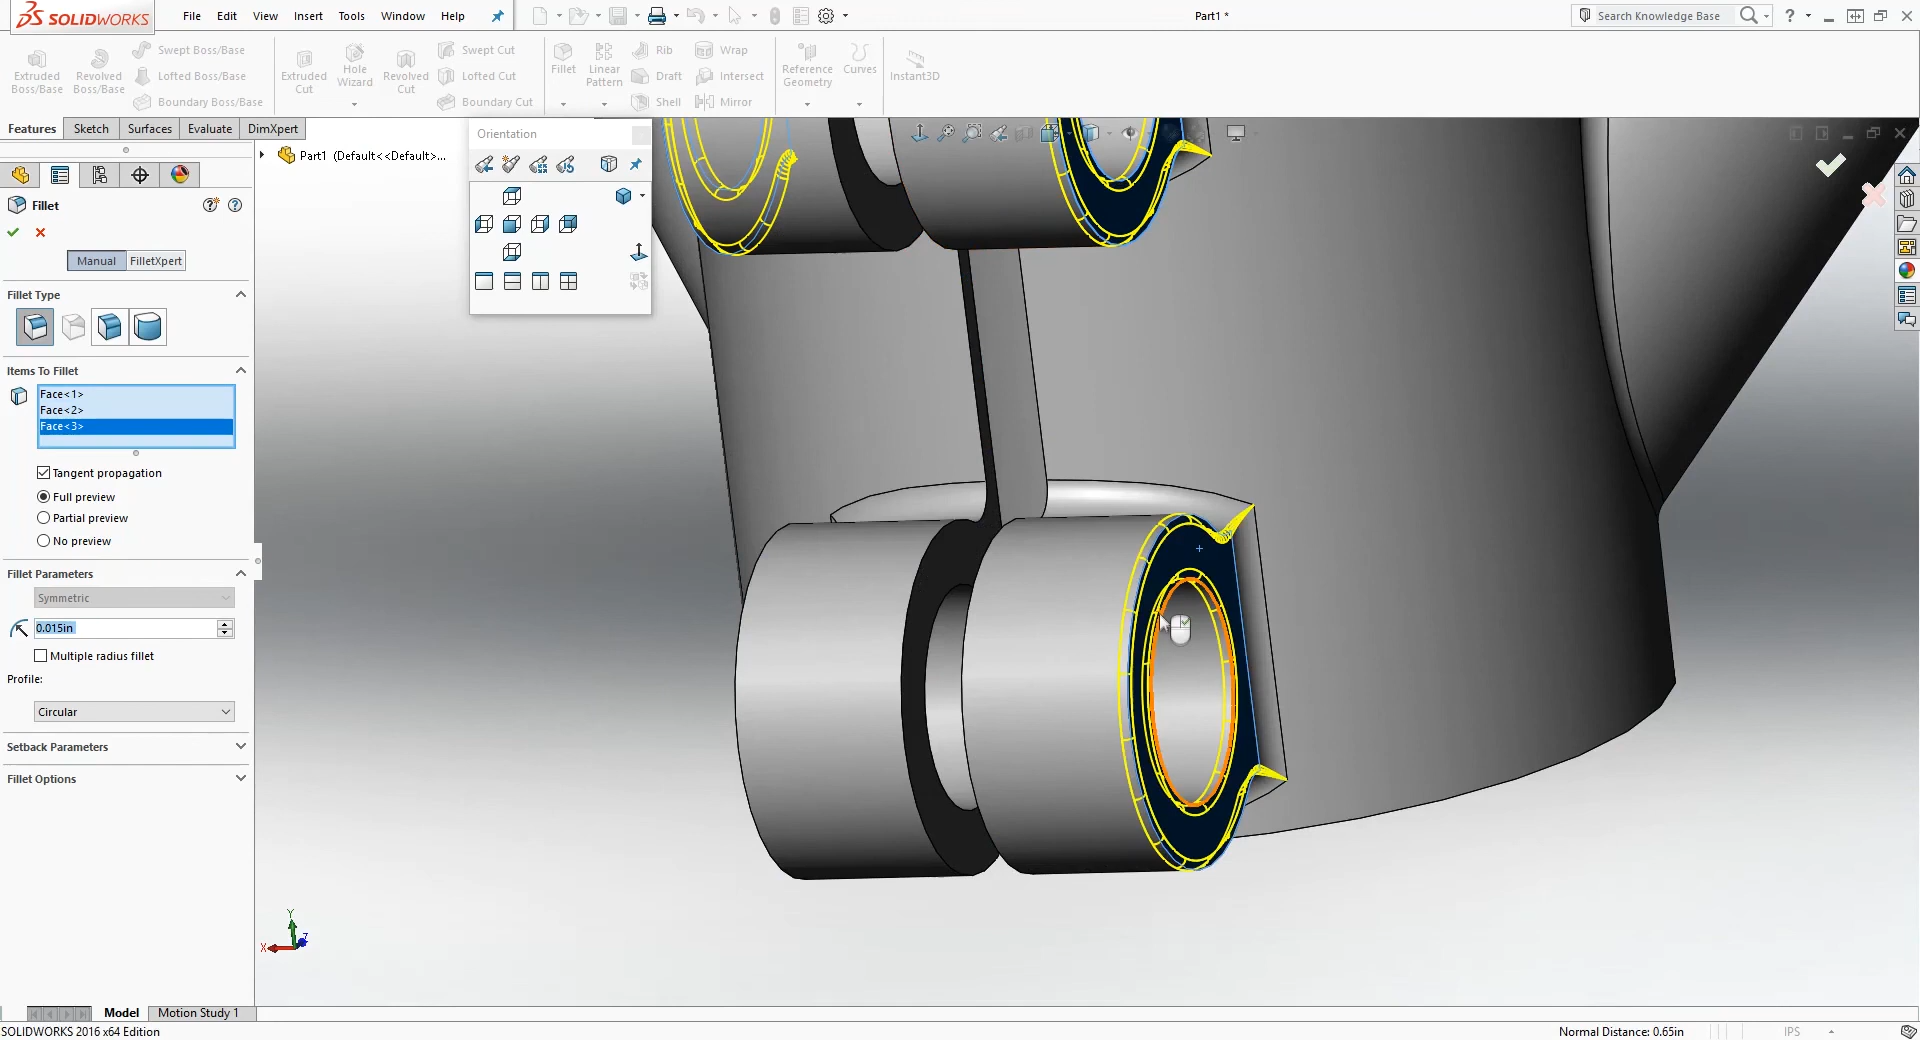 SOLIDWORKS
File Edit View Insert Tools Window Help
Part1 *
Search Knowledge Base
Extruded Boss/Base
Revolved Boss/Base
Swept Boss/Base
Lofted Boss/Base
Boundary Boss/Base
Extruded Cut
Hole Wizard
Revolved Cut
Swept Cut
Lofted Cut
Boundary Cut
Fillet
Linear Pattern
Rib
Draft
Shell
Wrap
Intersect
Mirror
Reference Geometry
Curves
Instant3D
Features Sketch Surfaces Evaluate DimXpert
Orientation
Part1 (Default<<Default>...
Fillet
Manual FilletXpert
Fillet Type
Items To Fillet
Face<1>
Face<2>
Face<3>
Tangent propagation
Full preview
Partial preview
No preview
Fillet Parameters
Symmetric
0.015in
Multiple radius fillet
Profile:
Circular
Setback Parameters
Fillet Options
Y
X
Z
Model Motion Study 1
SOLIDWORKS 2016 x64 Edition
Normal Distance: 0.65in
IPS